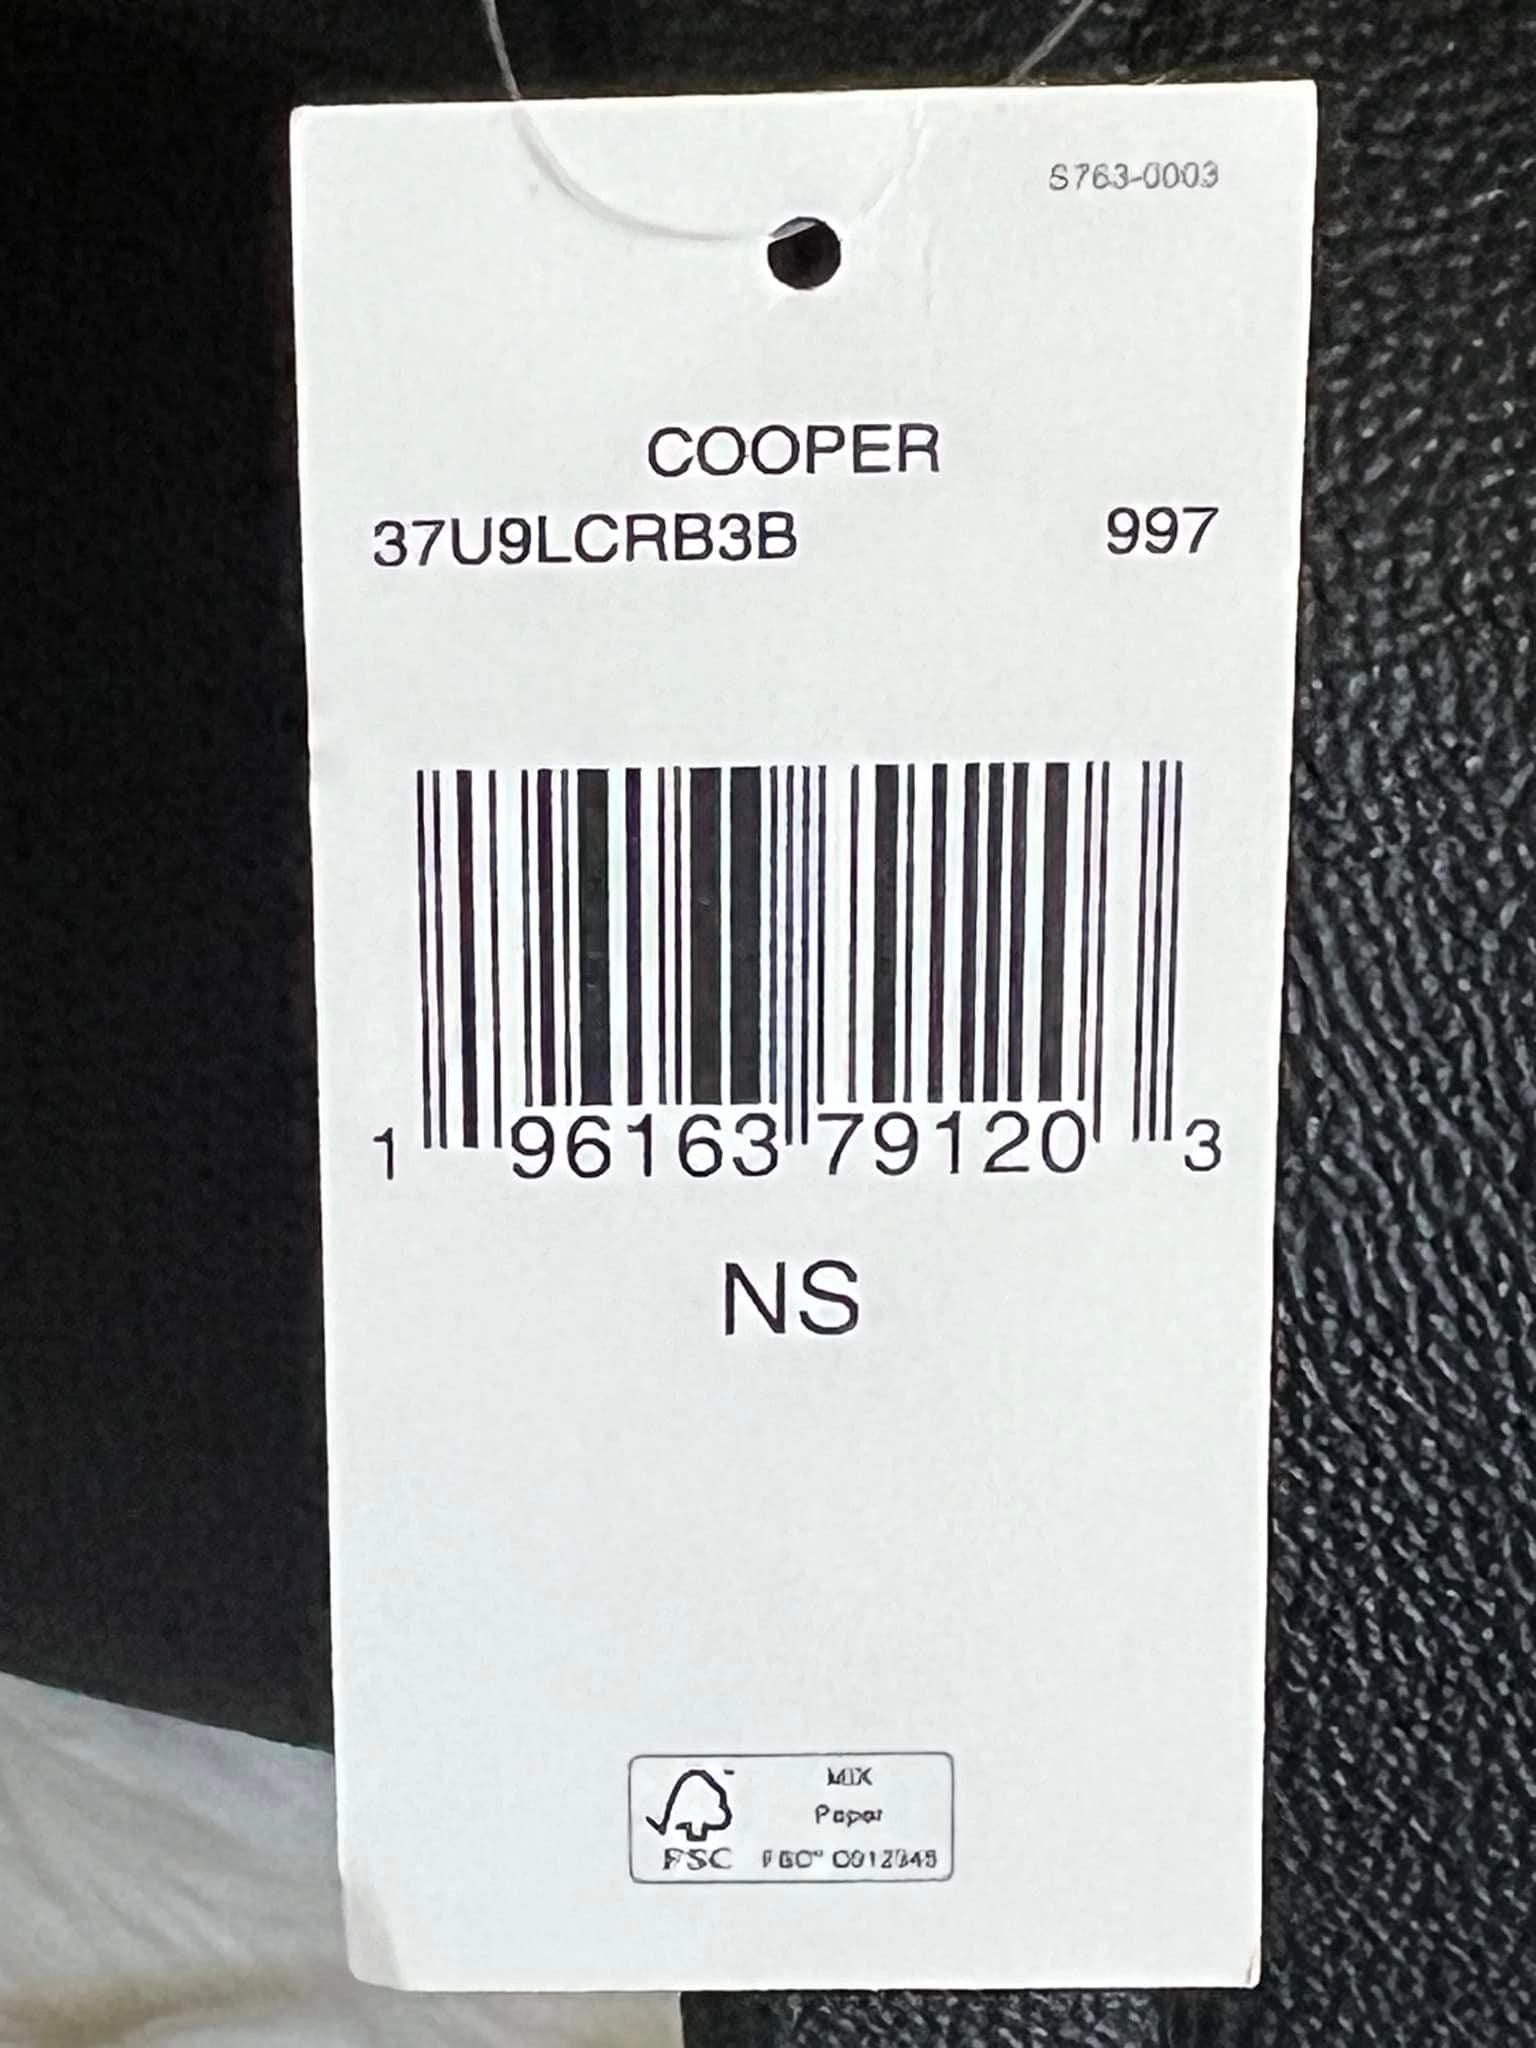 S763-0003
COOPER
37U9LCRB3B 997
1 96163 79120 3
NS
MIX
Paper
FSC